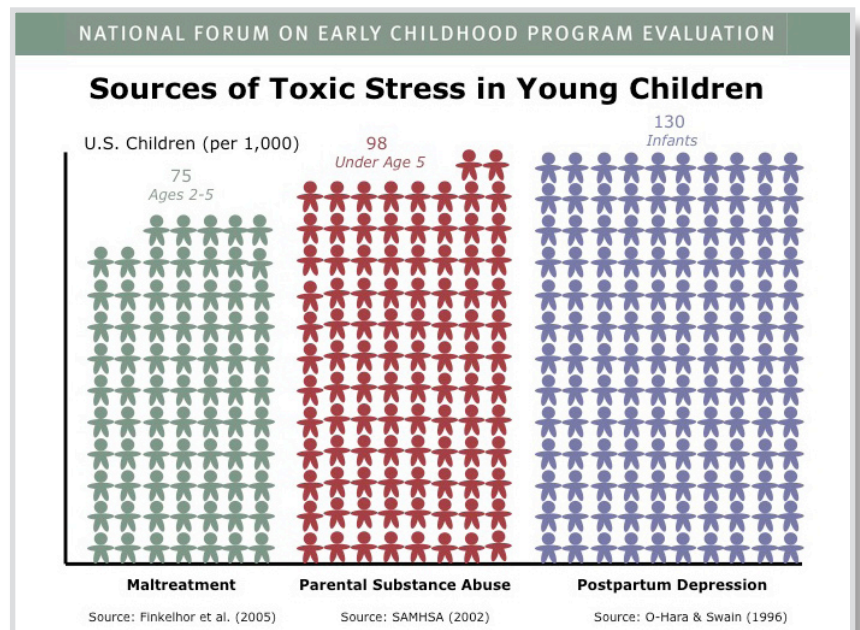 NATIONAL FORUM ON EARLY CHILDHOOD PROGRAM EVALUATION
Sources of Toxic Stress in Young Children
U.S. Children (per 1,000)
75
Ages 2-5
98
Under Age 5
130
Infants
Maltreatment
Parental Substance Abuse
Postpartum Depression
Source: Finkelhor et al. (2005)
Source: SAMHSA (2002)
Source: O-Hara & Swain (1996)